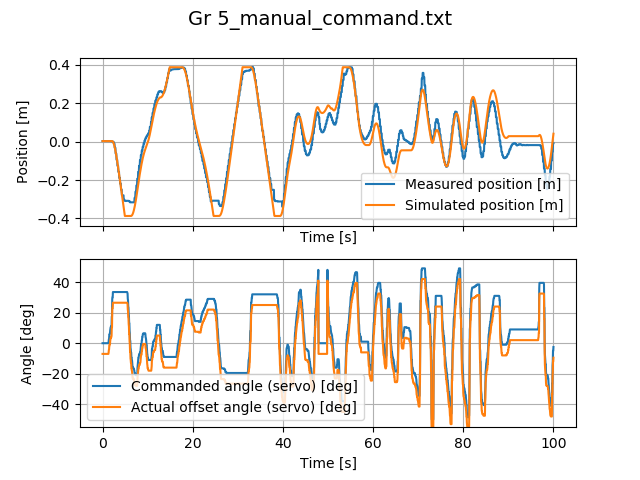 Gr 5_manual_command.txt
0.4
0.2
0.0
−0.2
−0.4
Position [m]
Measured position [m]
Simulated position [m]
Time [s]
40
20
0
−20
−40
Angle [deg]
Commanded angle (servo) [deg]
Actual offset angle (servo) [deg]
0 20 40 60 80 100
Time [s]